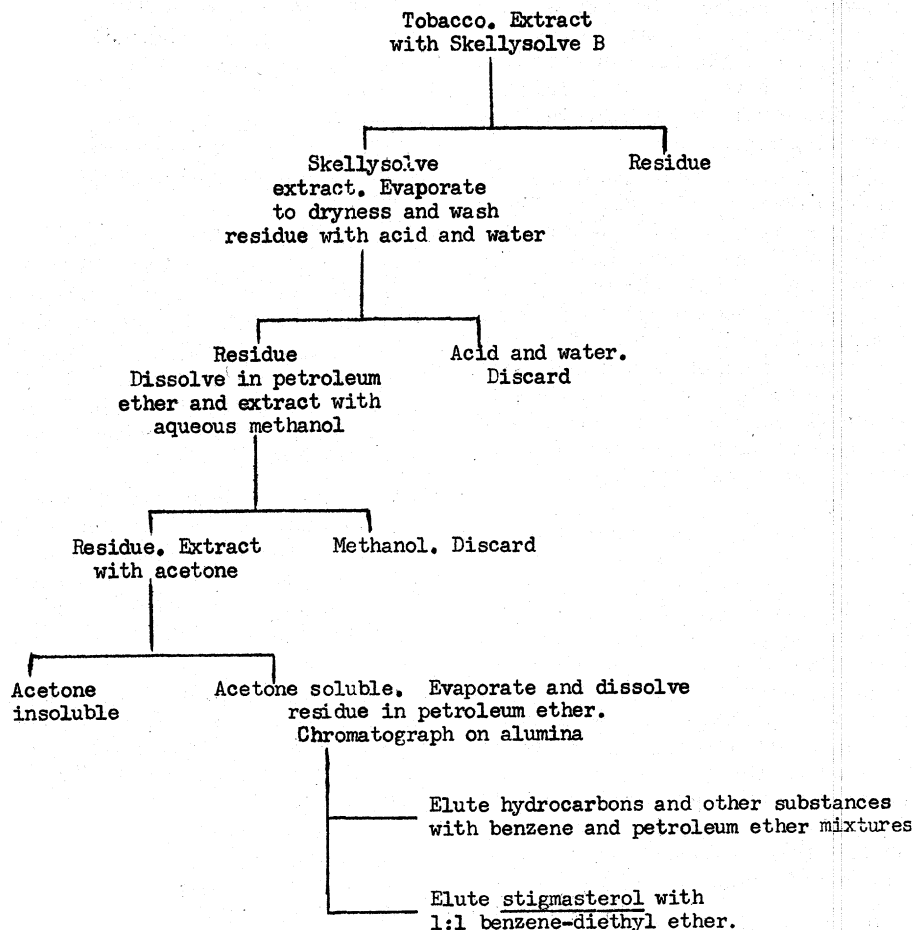 Tobacco. Extract
with Skellysolve B
Skellysolve
extract. Evaporate
to dryness and wash
residue with acid and water
Residue
Residue
Dissolve in petroleum
ether and extract with
aqueous methanol
Acid and water.
Discard
Residue. Extract
with acetone
Methanol. Discard
Acetone
insoluble
Acetone soluble. Evaporate and dissolve
residue in petroleum ether.
Chromatograph on alumina
Elute hydrocarbons and other substances
with benzene and petroleum ether mixtures
Elute stigmasterol with
1:1 benzene-diethyl ether.